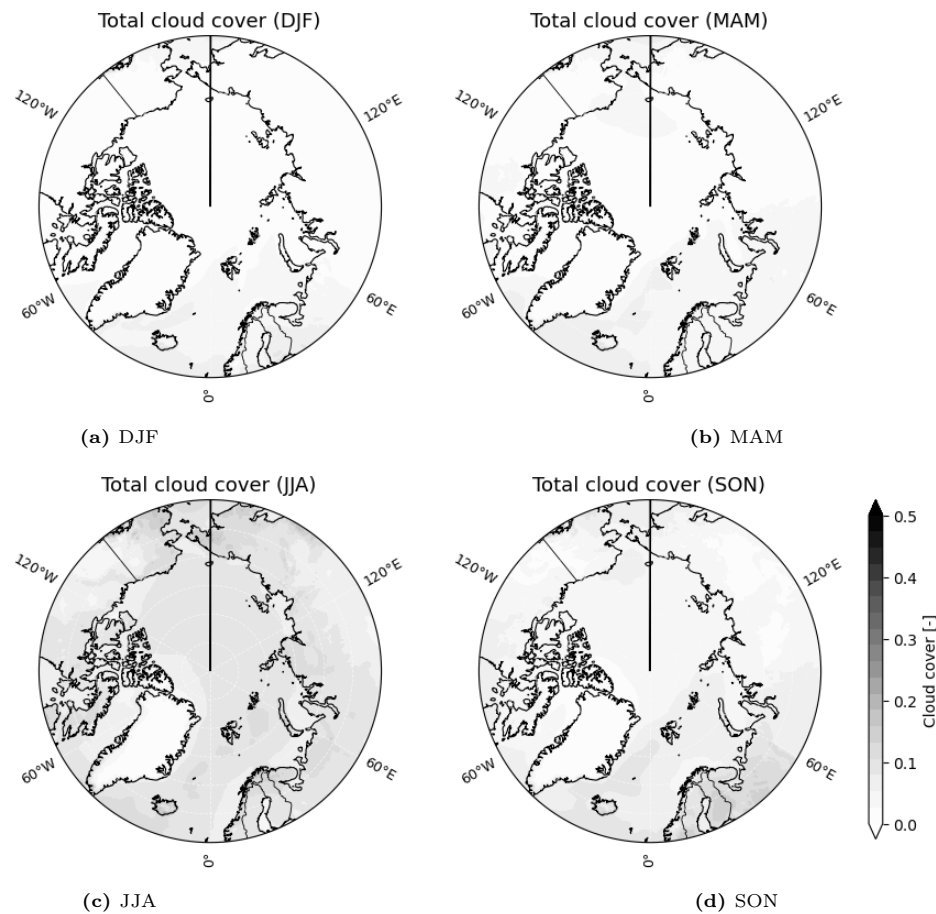 Total cloud cover (DJF)
120°W
120°E
60°W
60°E
0°
(a) DJF
Total cloud cover (MAM)
120°W
120°E
60°W
60°E
0°
(b) MAM
Total cloud cover (JJA)
120°W
120°E
60°W
60°E
0°
(c) JJA
Total cloud cover (SON)
120°W
120°E
60°W
60°E
0°
(d) SON
0.5
0.4
0.3
0.2
0.1
0.0
Cloud cover [-]